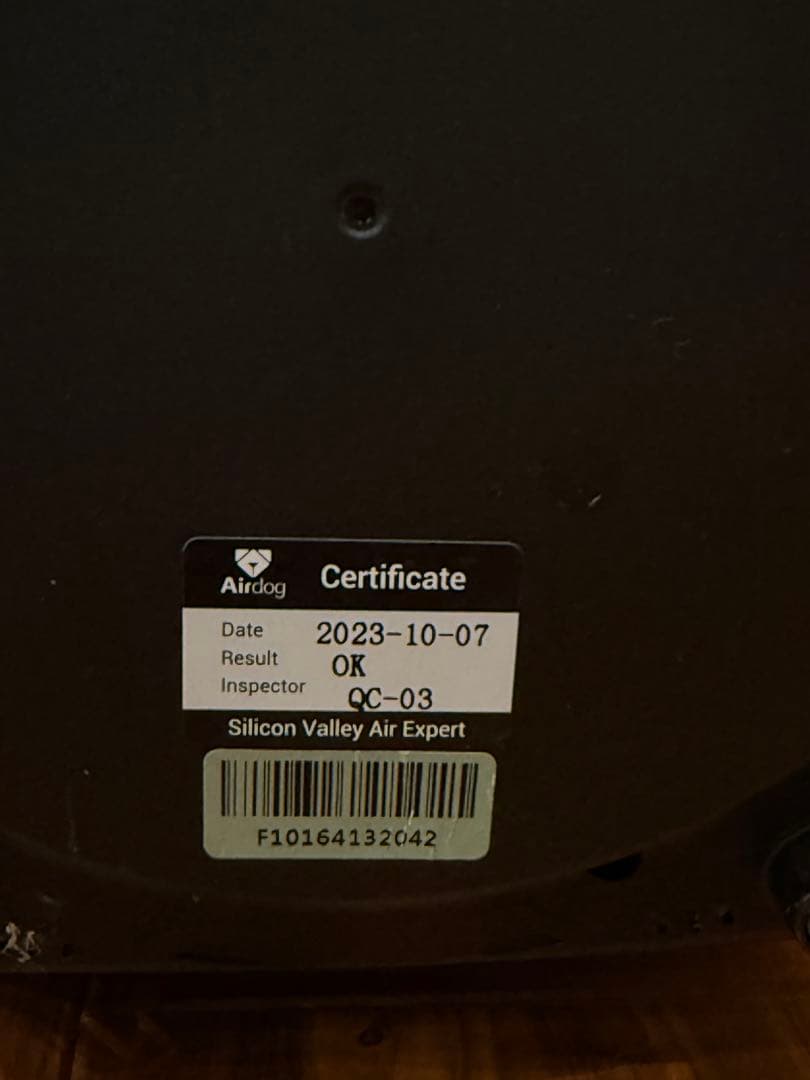 Airdog Certificate
Date 2023-10-07
Result OK
Inspector QC-03
Silicon Valley Air Expert
F10164132042